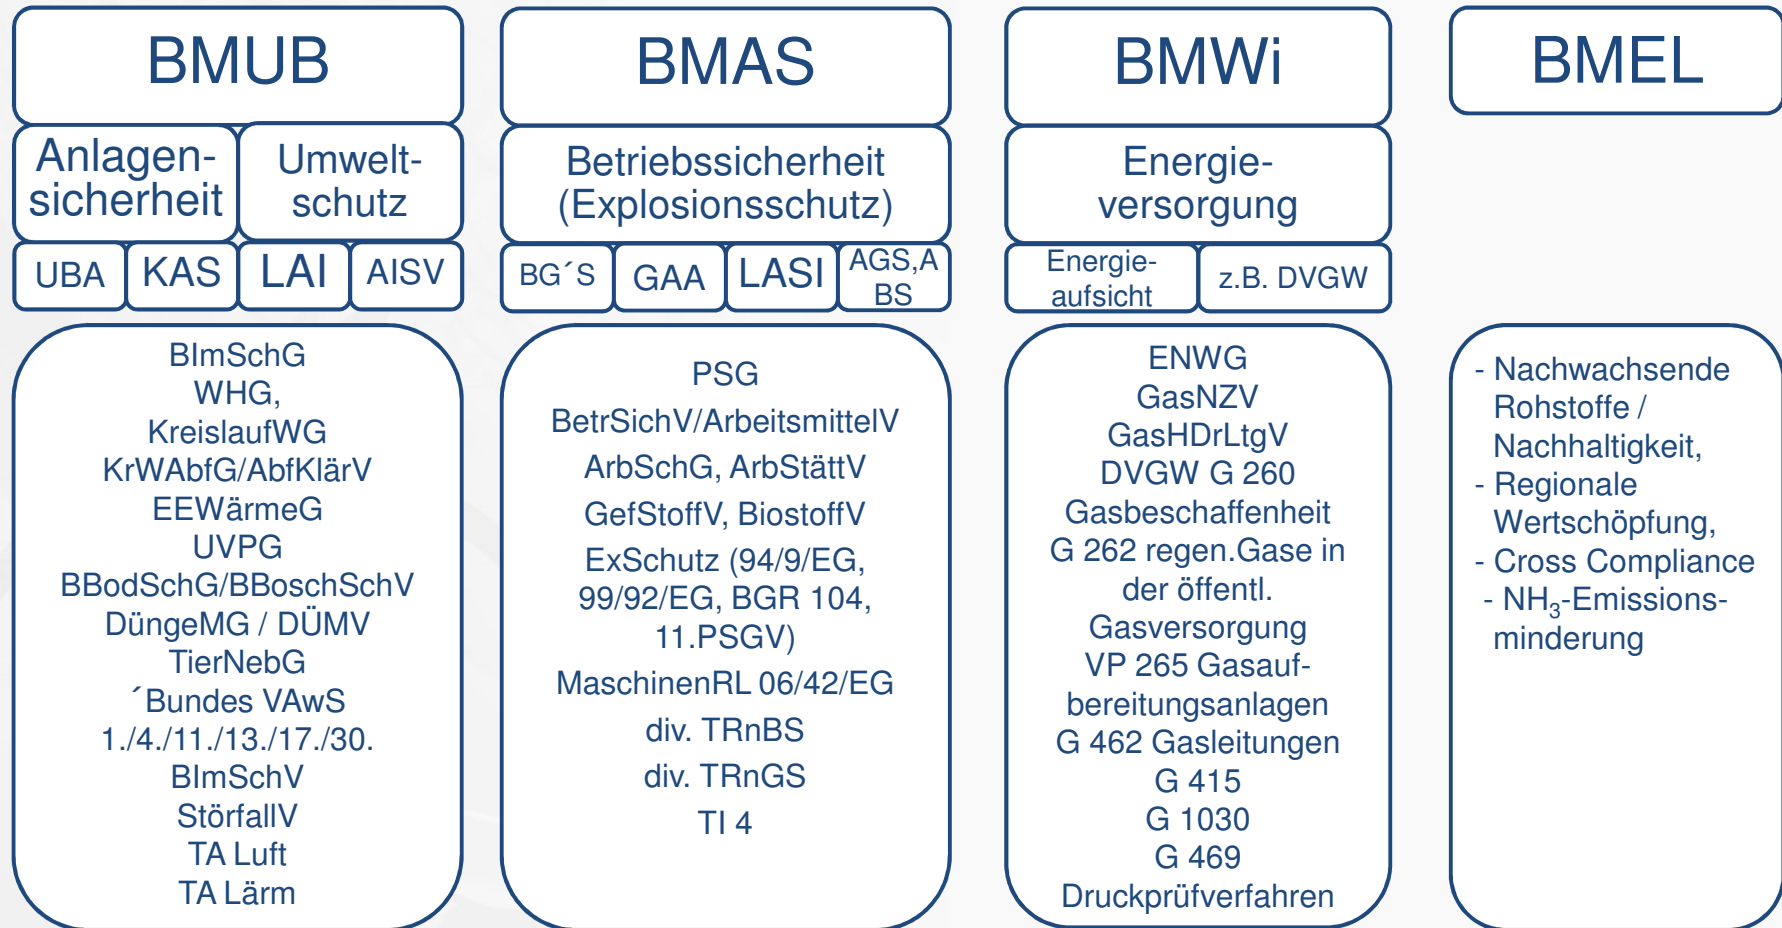 BMUB
Anlagen-
sicherheit
Umwelt-
schutz
UBA
KAS
LAI
AISV
BImSchG
WHG,
KreislaufWG
KrWAbfG/AbfKlärV
EEWärmeG
UVPG
BBodSchG/BBoschSchV
DüngeMG / DÜMV
TierNebG
´Bundes VAwS
1./4./11./13./17./30.
BImSchV
StörfallV
TA Luft
TA Lärm
BMAS
Betriebssicherheit
(Explosionsschutz)
BG´S
GAA
LASI
AGS,A
BS
PSG
BetrSichV/ArbeitsmittelV
ArbSchG, ArbStättV
GefStoffV, BiostoffV
ExSchutz (94/9/EG,
99/92/EG, BGR 104,
11.PSGV)
MaschinenRL 06/42/EG
div. TRnBS
div. TRnGS
TI 4
BMWi
Energie-
versorgung
Energie-
aufsicht
z.B. DVGW
ENWG
GasNZV
GasHDrLtgV
DVGW G 260
Gasbeschaffenheit
G 262 regen.Gase in
der öffentl.
Gasversorgung
VP 265 Gasauf-
bereitungsanlagen
G 462 Gasleitungen
G 415
G 1030
G 469
Druckprüfverfahren
BMEL
- Nachwachsende
Rohstoffe /
Nachhaltigkeit,
- Regionale
Wertschöpfung,
- Cross Compliance
- NH₃-Emissions-
minderung